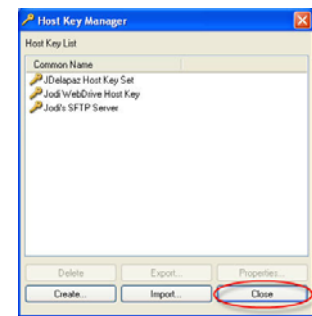 Host Key Manager
Host Key List
Common Name
JDelapaz Host Key Set
Jodi WebDrive Host Key
Jodi's SFTP Server
Delete Export... Properties...
Create... Import... Close